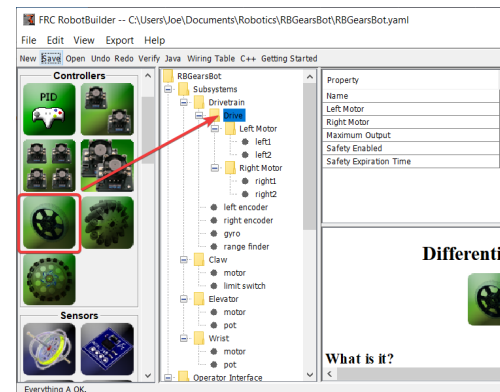 FRC RobotBuilder -- C:\Users\Joe\Documents\Robotics\RBGearsBot\RBGearsBot.yaml
File Edit View Export Help
New Save Open Undo Redo Verify Java Wiring Table C++ Getting Started
Controllers
PID
Sensors
RBGearsBot
Subsystems
Drivetrain
Drive
Left Motor
left1
left2
Right Motor
right1
right2
left encoder
right encoder
gyro
range finder
Claw
motor
limit switch
Elevator
motor
pot
Wrist
motor
pot
Operator Interface
Property
Name
Left Motor
Right Motor
Maximum Output
Safety Enabled
Safety Expiration Time
Differenti
What is it?
Everything A OK.